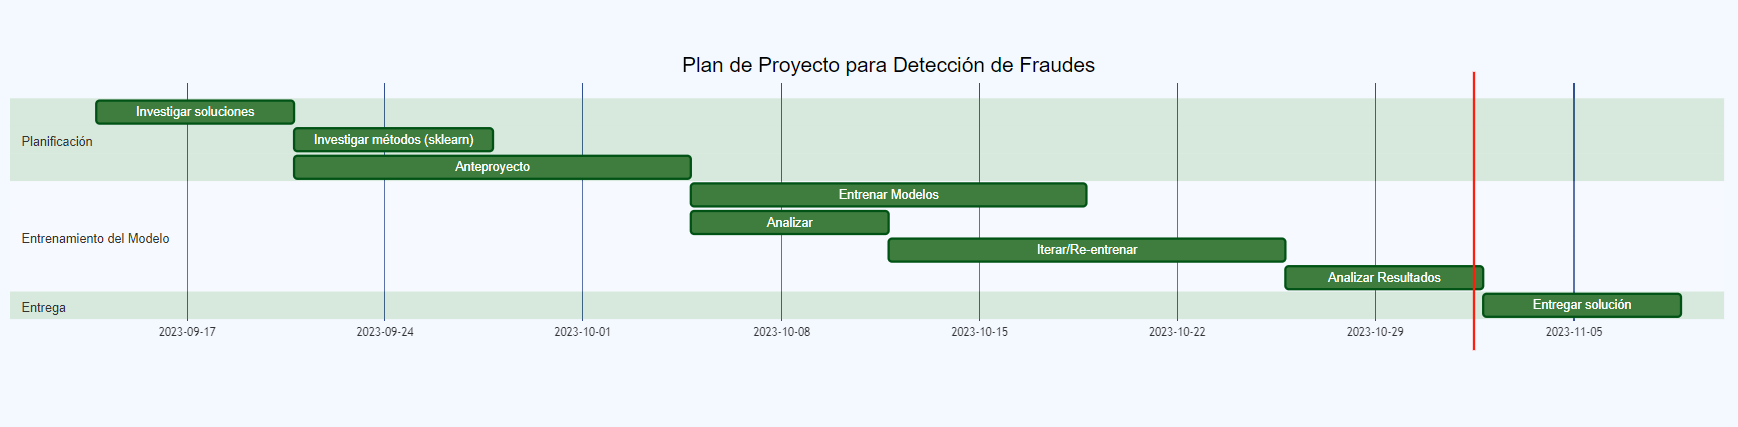 Plan de Proyecto para Detección de Fraudes
Planificación
Investigar soluciones
Investigar métodos (sklearn)
Anteproyecto
Entrenamiento del Modelo
Entrenar Modelos
Analizar
Iterar/Re-entrenar
Analizar Resultados
Entrega
Entregar solución
2023-09-17
2023-09-24
2023-10-01
2023-10-08
2023-10-15
2023-10-22
2023-10-29
2023-11-05